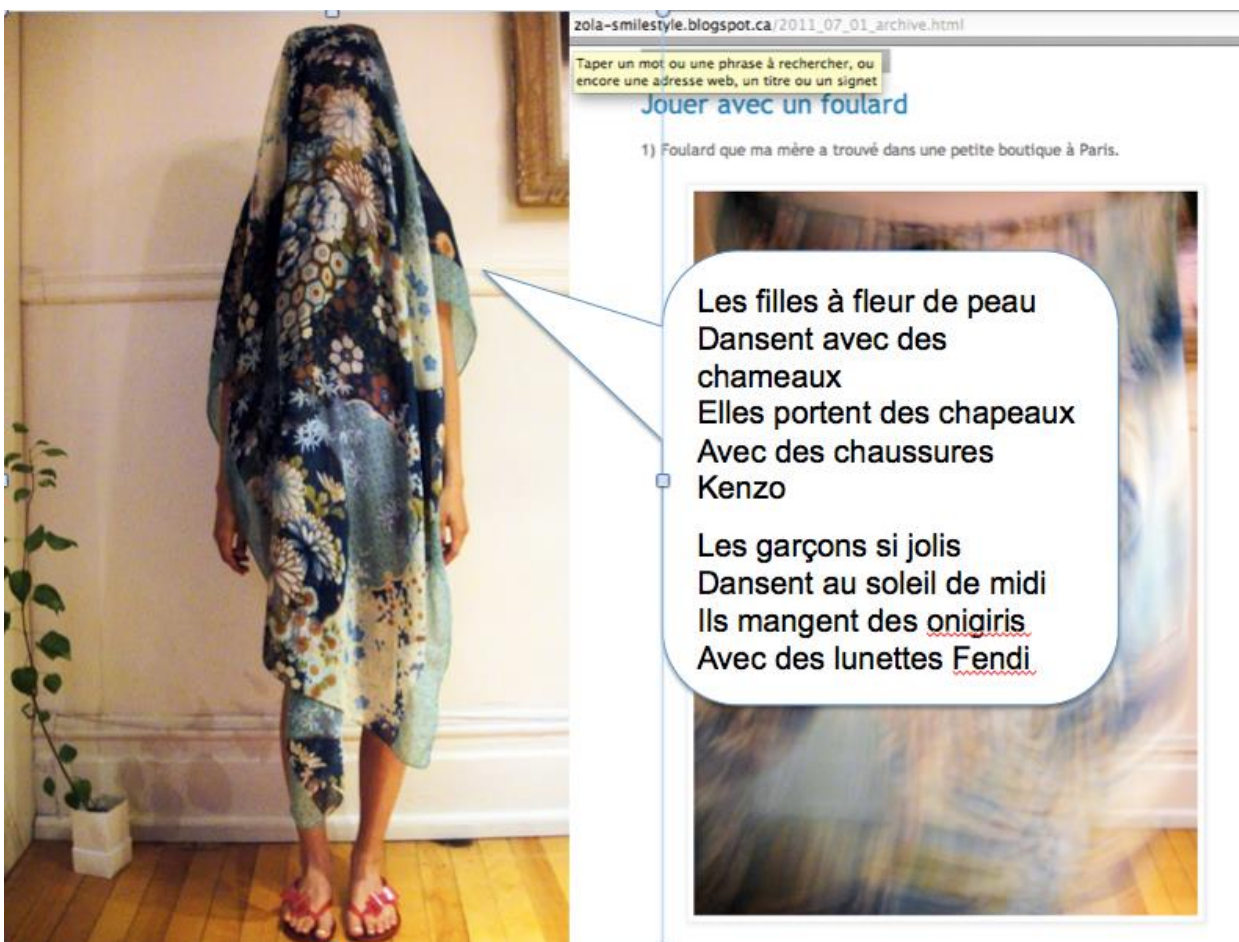 zola-smilestyle.blogspot.ca/2011_07_01_archive.html
Taper un mot ou une phrase à rechercher, ou
encore une adresse web, un titre ou un signet
Jouer avec un foulard
1) Foulard que ma mère a trouvé dans une petite boutique à Paris.
Les filles à fleur de peau
Dansent avec des
chameaux
Elles portent des chapeaux
Avec des chaussures
Kenzo
Les garçons si jolis
Dansent au soleil de midi
Ils mangent des onigiris
Avec des lunettes Fendi